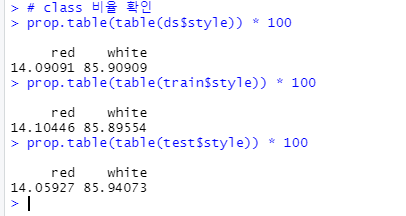 > # class 비율 확인
> prop.table(table(ds$style)) * 100
red white
14.09091 85.90909
> prop.table(table(train$style)) * 100
red white
14.10446 85.89554
> prop.table(table(test$style)) * 100
red white
14.05927 85.94073
>